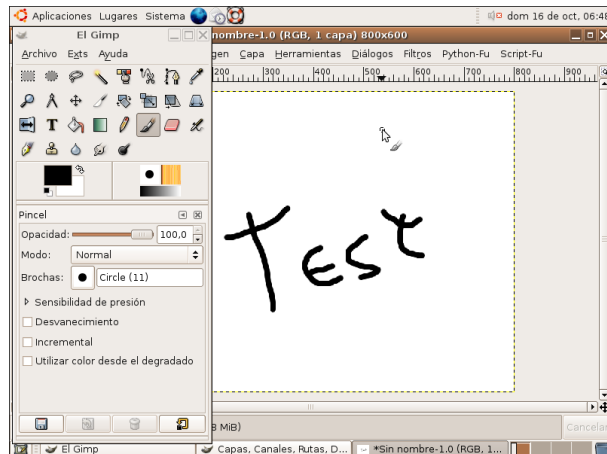 Aplicaciones Lugares Sistema dom 16 de oct, 06:48
El Gimp
nombre-1.0 (RGB, 1 capa) 800x600
Archivo Exts Ayuda
gen Capa Herramientas Diálogos Filtros Python-Fu Script-Fu
200 300 400 500 600 700 800 900
Test
Pincel
Opacidad: 100,0
Modo: Normal
Brochas: Circle (11)
Sensibilidad de presión
Desvanecimiento
Incremental
Utilizar color desde el degradado
MiB)
Cancelar
El Gimp
Capas, Canales, Rutas, D...
*Sin nombre-1.0 (RGB, 1...